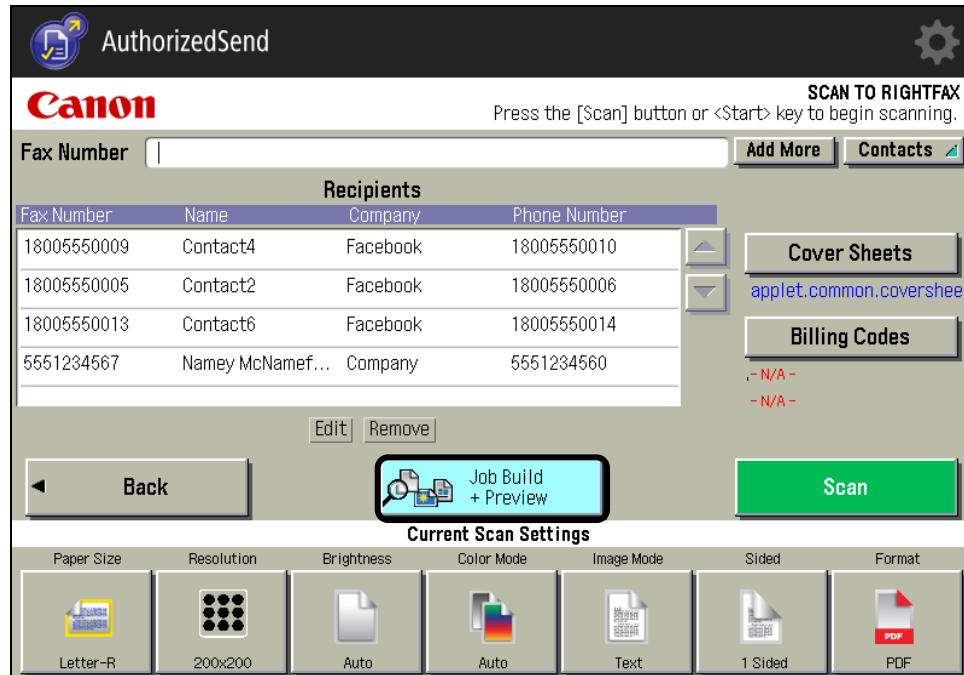 AuthorizedSend
Canon
SCAN TO RIGHTFAX
Press the [Scan] button or <Start> key to begin scanning.
Fax Number
Add More
Contacts
Recipients
Fax Number Name Company Phone Number
18005550009 Contact4 Facebook 18005550010
18005550005 Contact2 Facebook 18005550006
18005550013 Contact6 Facebook 18005550014
5551234567 Namey McNamef... Company 5551234560
Cover Sheets
applet.common.covershee
Billing Codes
- N/A -
- N/A -
Edit Remove
Back
Job Build
+ Preview
Scan
Current Scan Settings
Paper Size Resolution Brightness Color Mode Image Mode Sided Format
PDF
Letter-R 200x200 Auto Auto Text 1 Sided PDF